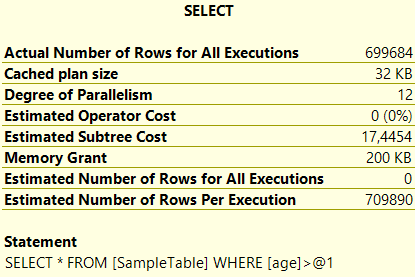 SELECT
Actual Number of Rows for All Executions 699684
Cached plan size 32 KB
Degree of Parallelism 12
Estimated Operator Cost 0 (0%)
Estimated Subtree Cost 17,4454
Memory Grant 200 KB
Estimated Number of Rows for All Executions 0
Estimated Number of Rows Per Execution 709890
Statement
SELECT * FROM [SampleTable] WHERE [age]>@1